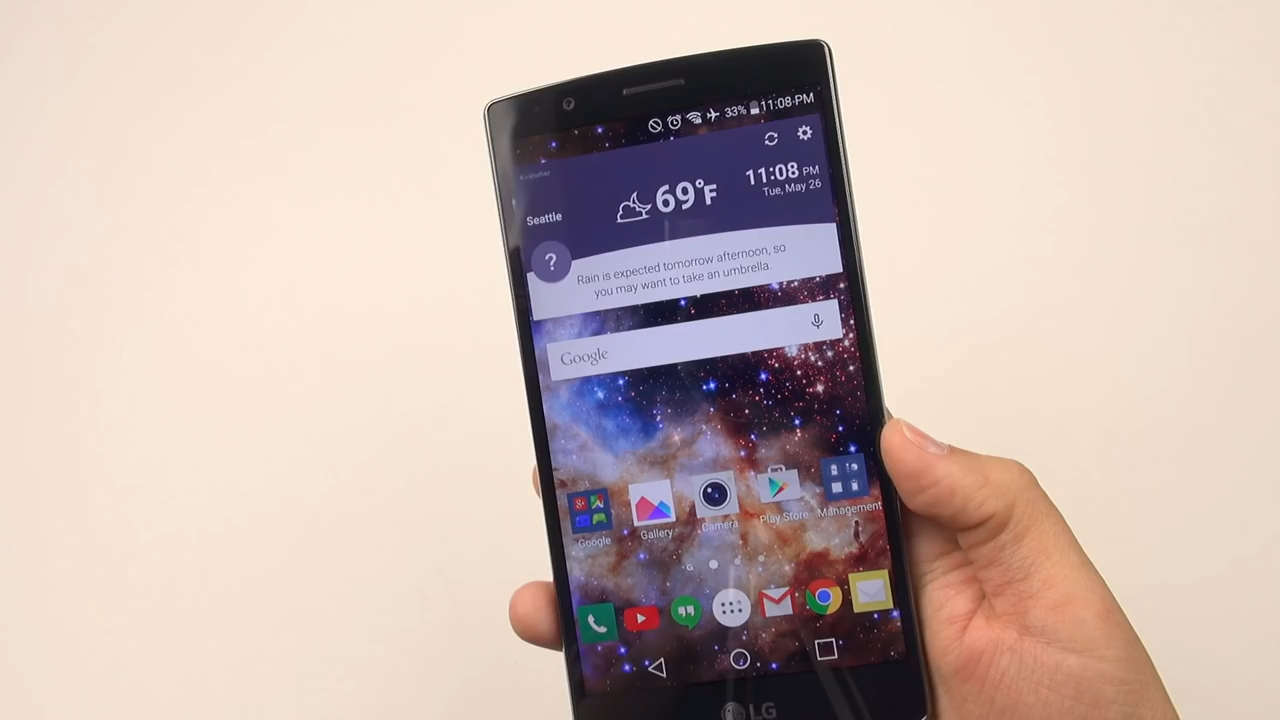 33% 11:08 PM
K-weather
Seattle
69°F
11:08 PM
Tue, May 26
?
Rain is expected tomorrow afternoon, so
you may want to take an umbrella.
Google
Google Gallery Camera Play Store Management
LG